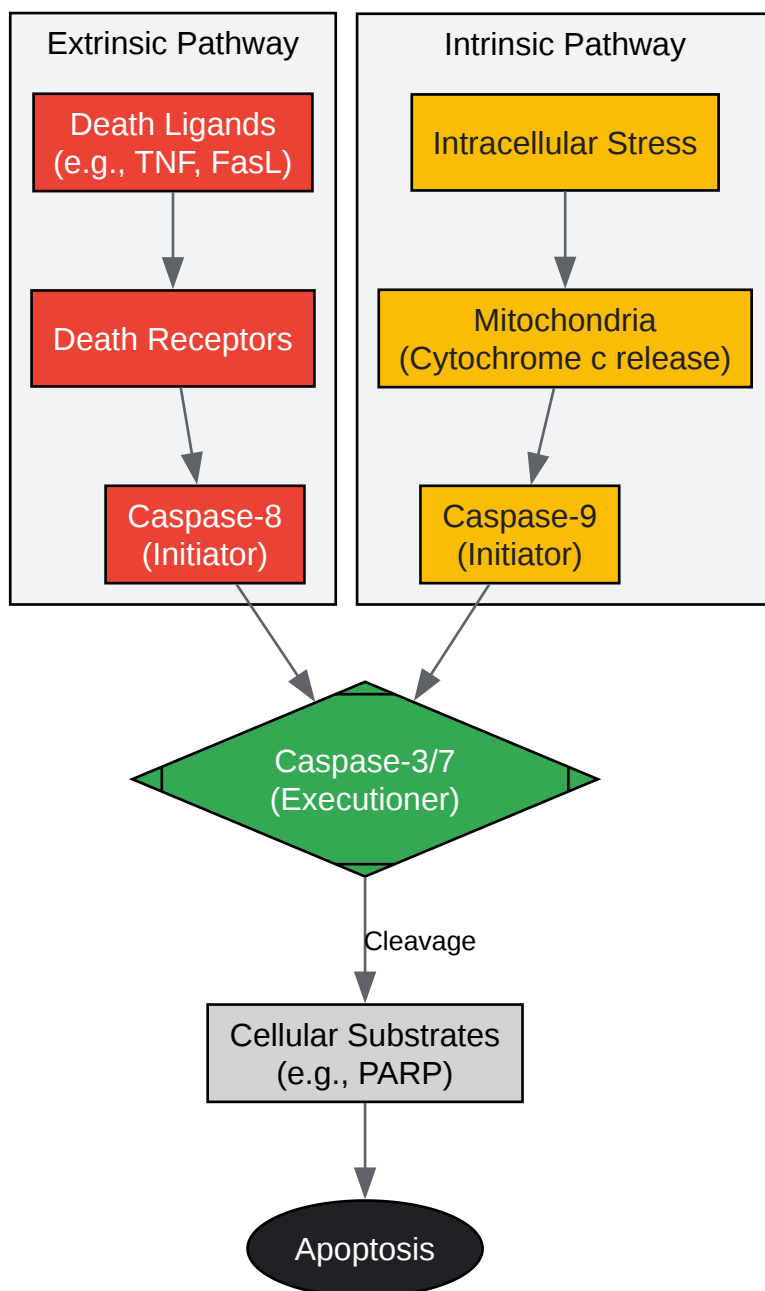 Extrinsic Pathway
Death Ligands
(e.g., TNF, FasL)
Death Receptors
Caspase-8
(Initiator)
Intrinsic Pathway
Intracellular Stress
Mitochondria
(Cytochrome c release)
Caspase-9
(Initiator)
Caspase-3/7
(Executioner)
Cleavage
Cellular Substrates
(e.g., PARP)
Apoptosis